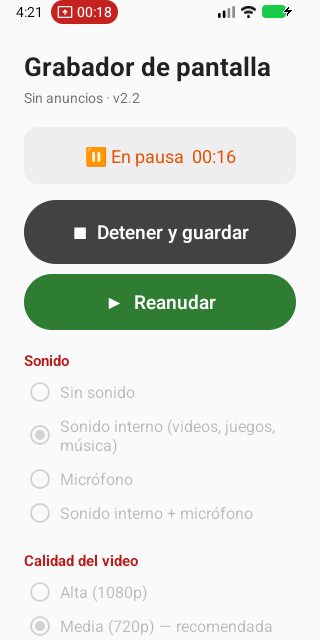 4:21 00:18
Grabador de pantalla
Sin anuncios · v2.2
⏸ En pausa 00:16
■ Detener y guardar
► Reanudar
Sonido
Sin sonido
Sonido interno (videos, juegos,
música)
Micrófono
Sonido interno + micrófono
Calidad del video
Alta (1080p)
Media (720p) — recomendada